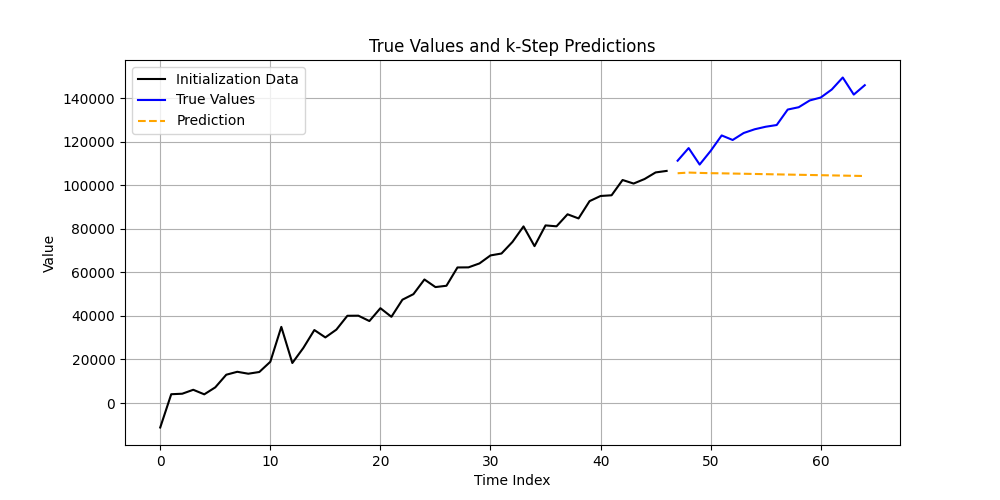 True Values and k-Step Predictions
Initialization Data
True Values
Prediction
140000
120000
100000
80000
60000
40000
20000
0
Value
0 10 20 30 40 50 60
Time Index